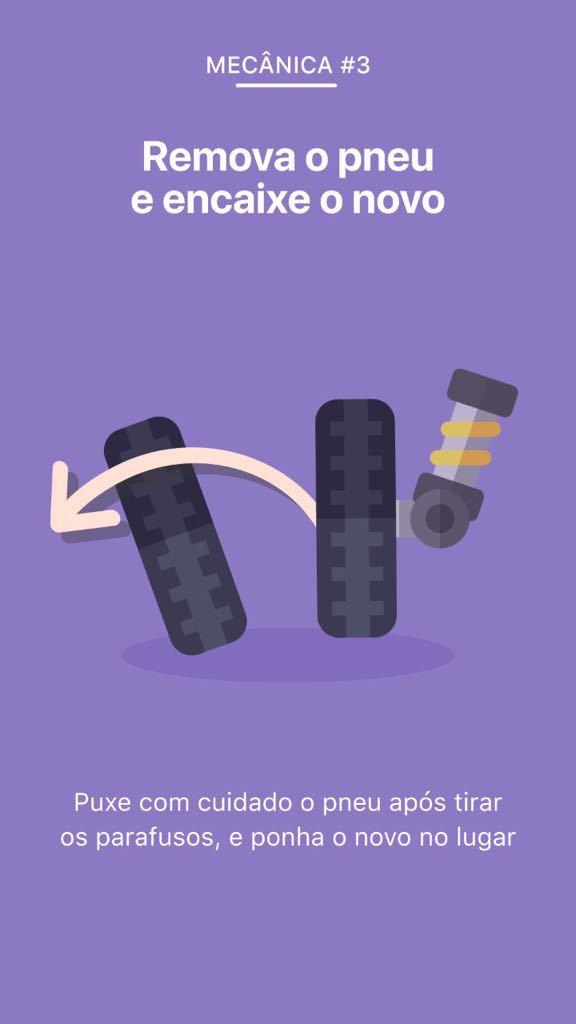 MECÂNICA #3
Remova o pneu
e encaixe o novo
Puxe com cuidado o pneu após tirar
os parafusos, e ponha o novo no lugar